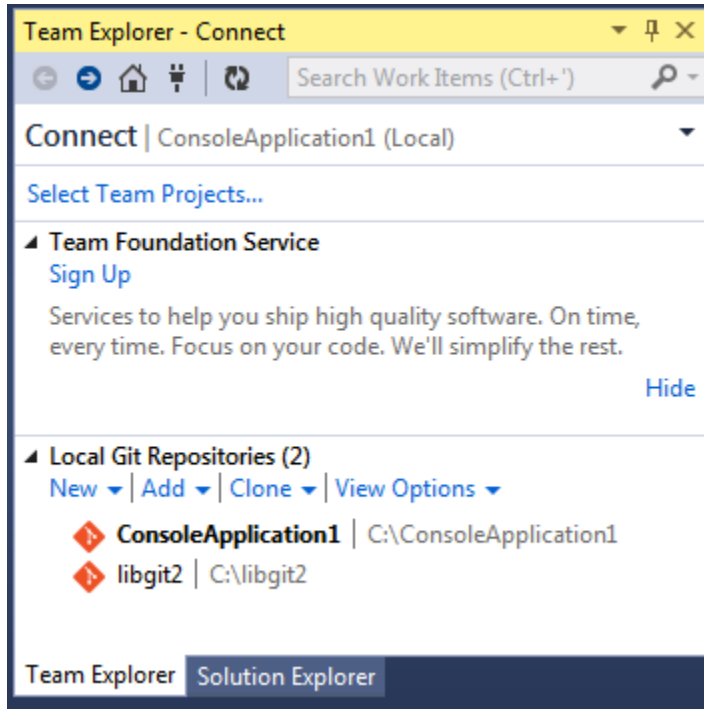 Team Explorer - Connect
Search Work Items (Ctrl+')
Connect | ConsoleApplication1 (Local)
Select Team Projects...
Team Foundation Service
Sign Up
Services to help you ship high quality software. On time,
every time. Focus on your code. We'll simplify the rest.
Hide
Local Git Repositories (2)
New | Add | Clone | View Options
ConsoleApplication1 | C:\ConsoleApplication1
libgit2 | C:\libgit2
Team Explorer Solution Explorer